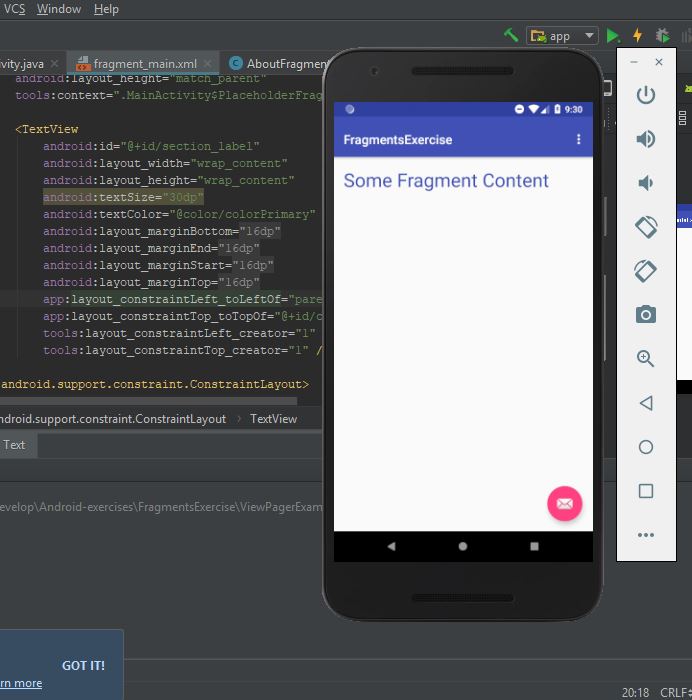 VCS Window Help
app
ivity.java fragment_main.xml AboutFragment
android:layout_height="match_parent"
tools:context=".MainActivity$PlaceholderFrag
<TextView
android:id="@+id/section_label"
android:layout_width="wrap_content"
android:layout_height="wrap_content"
android:textSize="30dp"
android:textColor="@color/colorPrimary"
android:layout_marginBottom="16dp"
android:layout_marginEnd="16dp"
android:layout_marginStart="16dp"
android:layout_marginTop="16dp"
app:layout_constraintLeft_toLeftOf="pare
app:layout_constraintTop_toTopOf="@+id/c
tools:layout_constraintLeft_creator="1"
tools:layout_constraintTop_creator="1" /
android.support.constraint.ConstraintLayout>
ndroid.support.constraint.ConstraintLayout > TextView
Text
evelop\Android-exercises\FragmentsExercise\ViewPagerExam
GOT IT!
rn more
9:30
FragmentsExercise
Some Fragment Content
20:18 CRLF